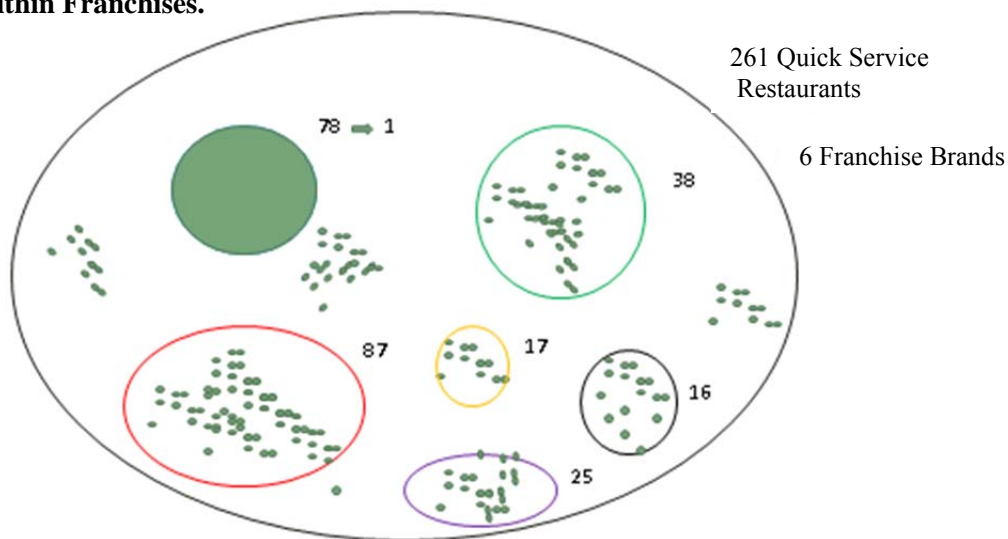 ithin Franchises.
261 Quick Service
Restaurants
78 1
38
6 Franchise Brands
87
17
16
25